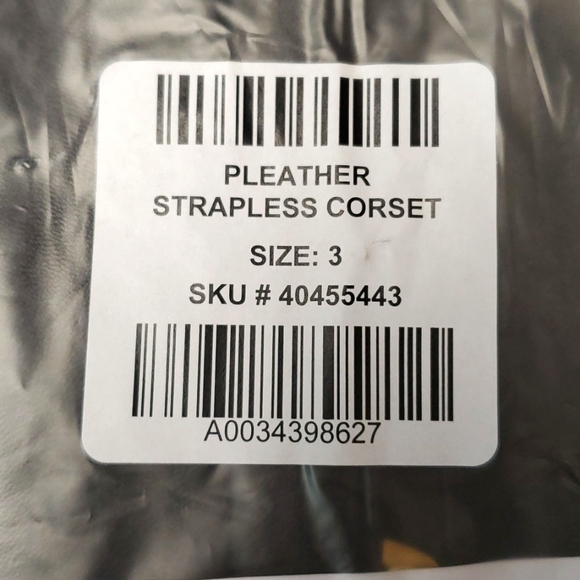 PLEATHER
STRAPLESS CORSET
SIZE: 3
SKU # 40455443
A0034398627